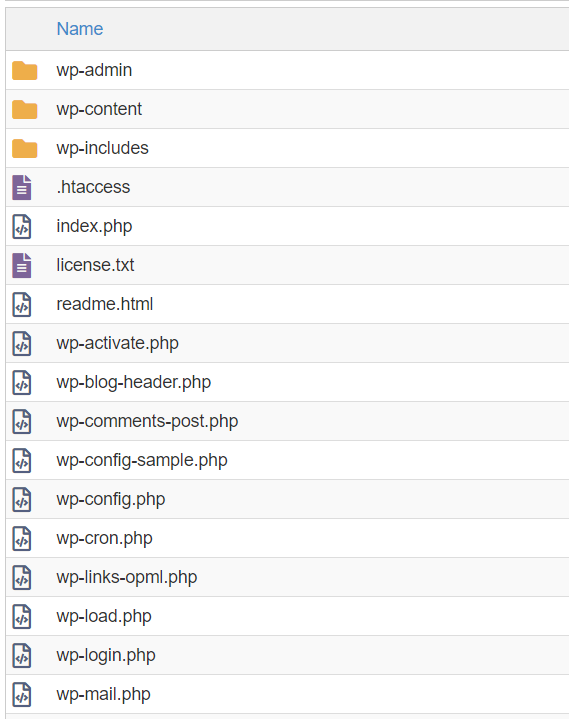 Name
wp-admin
wp-content
wp-includes
.htaccess
index.php
license.txt
readme.html
wp-activate.php
wp-blog-header.php
wp-comments-post.php
wp-config-sample.php
wp-config.php
wp-cron.php
wp-links-opml.php
wp-load.php
wp-login.php
wp-mail.php